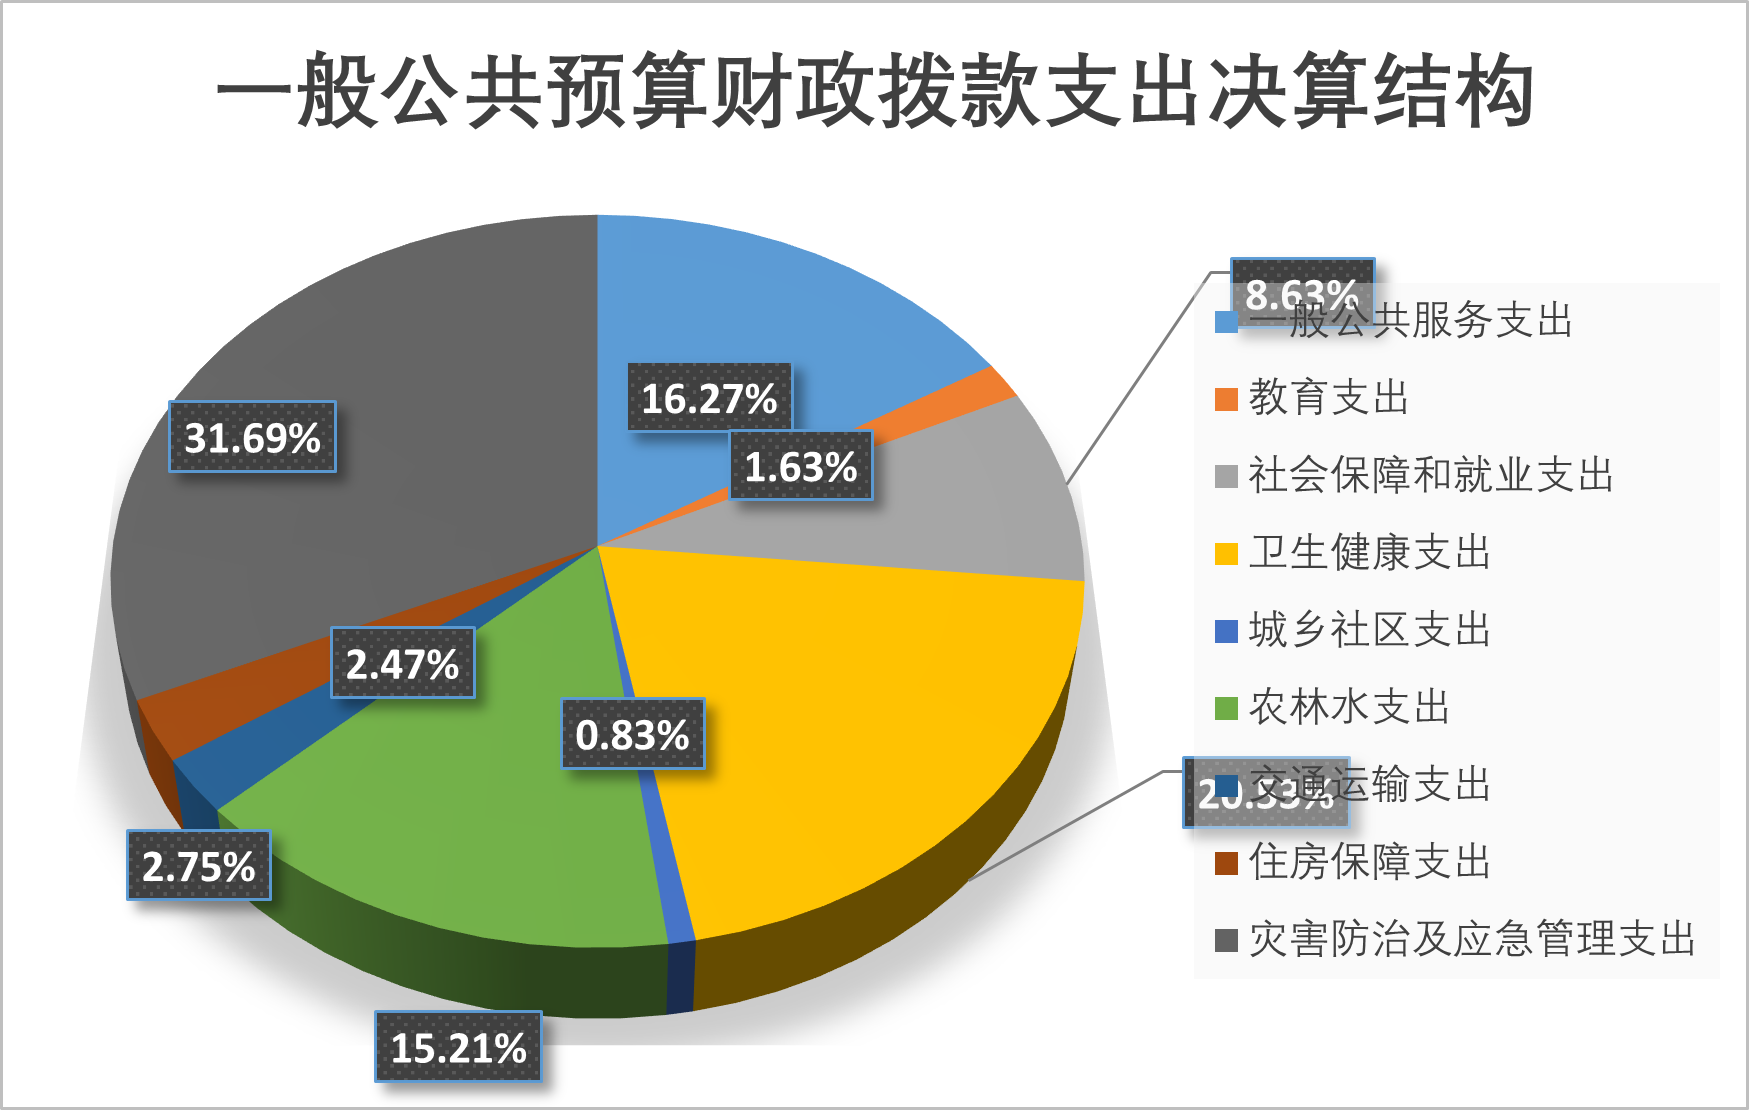 一般公共预算财政拨款支出决算结构
8.63%
一般公共服务支出
16.27%
教育支出
31.69%
1.63%
社会保障和就业支出
卫生健康支出
城乡社区支出
2.47%
农林水支出
0.83%
20.53%
交通运输支出
2.75%
住房保障支出
灾害防治及应急管理支出
15.21%